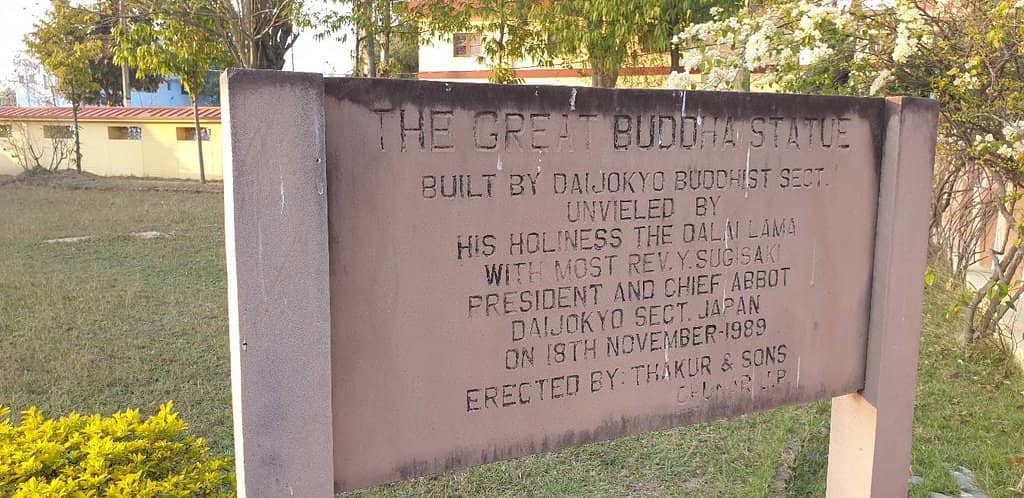 THE GREAT BUDDHA STATUE
BUILT BY DAIJOKYO BUDDHIST SECT.
UNVIELED BY
HIS HOLINESS THE DALAI LAMA
WITH MOST REV. Y. SUGISAKI
PRESIDENT AND CHIEF ABBOT
DAIJOKYO SECT. JAPAN
ON 18TH NOVEMBER-1989
ERECTED BY: THAKUR & SONS
CHUNAR U.P.